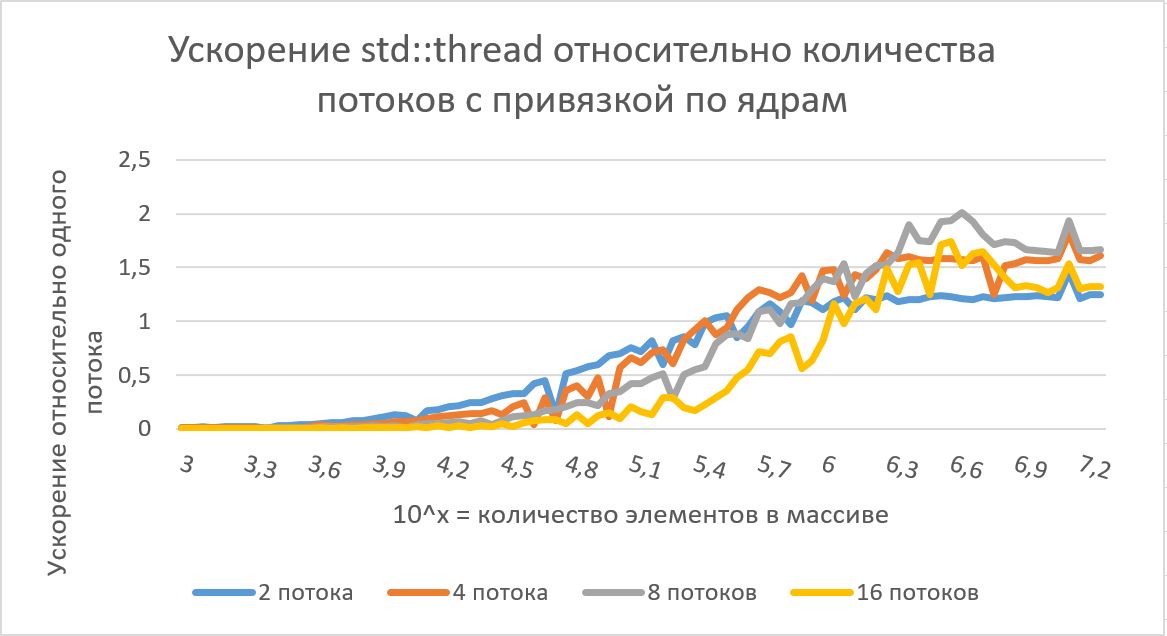 Ускорение std::thread относительно количества
потоков с привязкой по ядрам
Ускорение относительно одного
потока
2,5
2
1,5
1
0,5
0
3
3,3
3,6
3,9
4,2
4,5
4,8
5,1
5,4
5,7
6
6,3
6,6
6,9
7,2
10^x = количество элементов в массиве
2 потока
4 потока
8 потоков
16 потоков